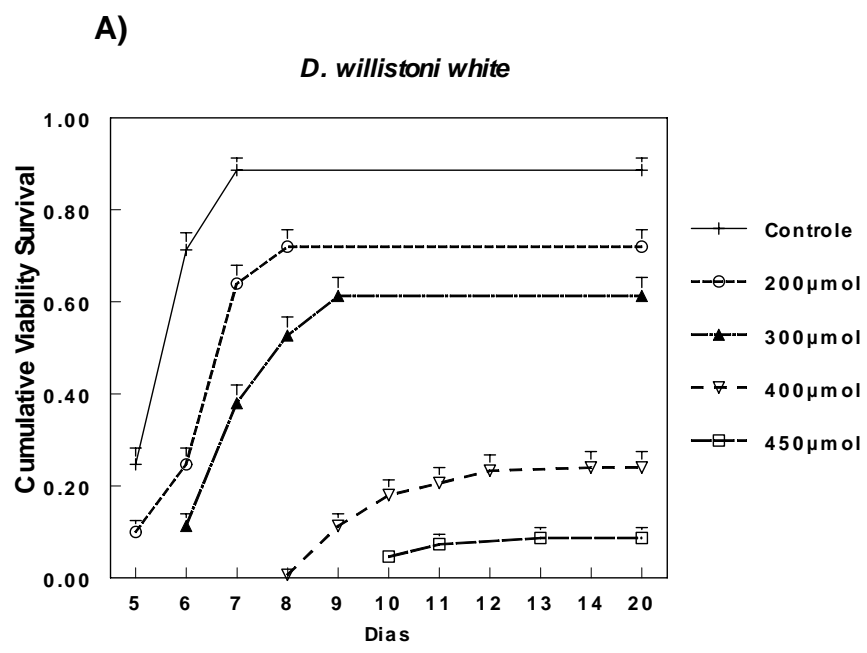 A)
D. willistoni white
Cumulative Viability Survival
1.00
0.80
0.60
0.40
0.20
0.00
5 6 7 8 9 10 11 12 13 14 20
Dias
Controle
200µmol
300µmol
400µmol
450µmol